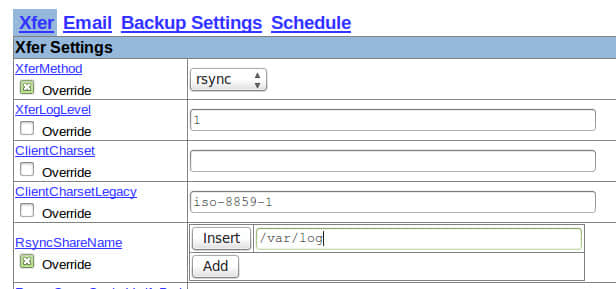 Xfer Email Backup Settings Schedule
Xfer Settings
XferMethod
Override
rsync
XferLogLevel
Override
1
ClientCharset
Override
ClientCharsetLegacy
Override
iso-8859-1
RsyncShareName
Override
Insert /var/log
Add